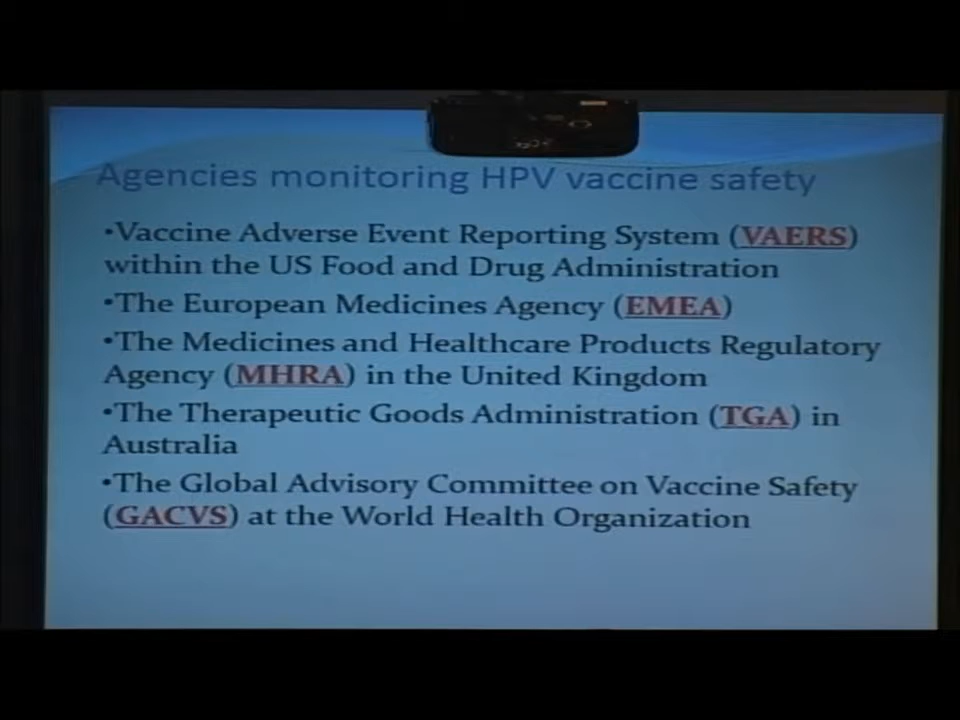 Agencies monitoring HPV vaccine safety
•Vaccine Adverse Event Reporting System (VAERS)
within the US Food and Drug Administration
•The European Medicines Agency (EMEA)
•The Medicines and Healthcare Products Regulatory
Agency (MHRA) in the United Kingdom
•The Therapeutic Goods Administration (TGA) in
Australia
•The Global Advisory Committee on Vaccine Safety
(GACVS) at the World Health Organization